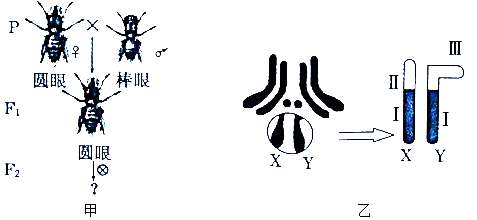 P ♀ × ♂
圆眼 棒眼
F₁
圆眼
⊗
F₂ ?
甲
X Y
Ⅱ Ⅲ
Ⅰ Ⅰ
X Y
乙